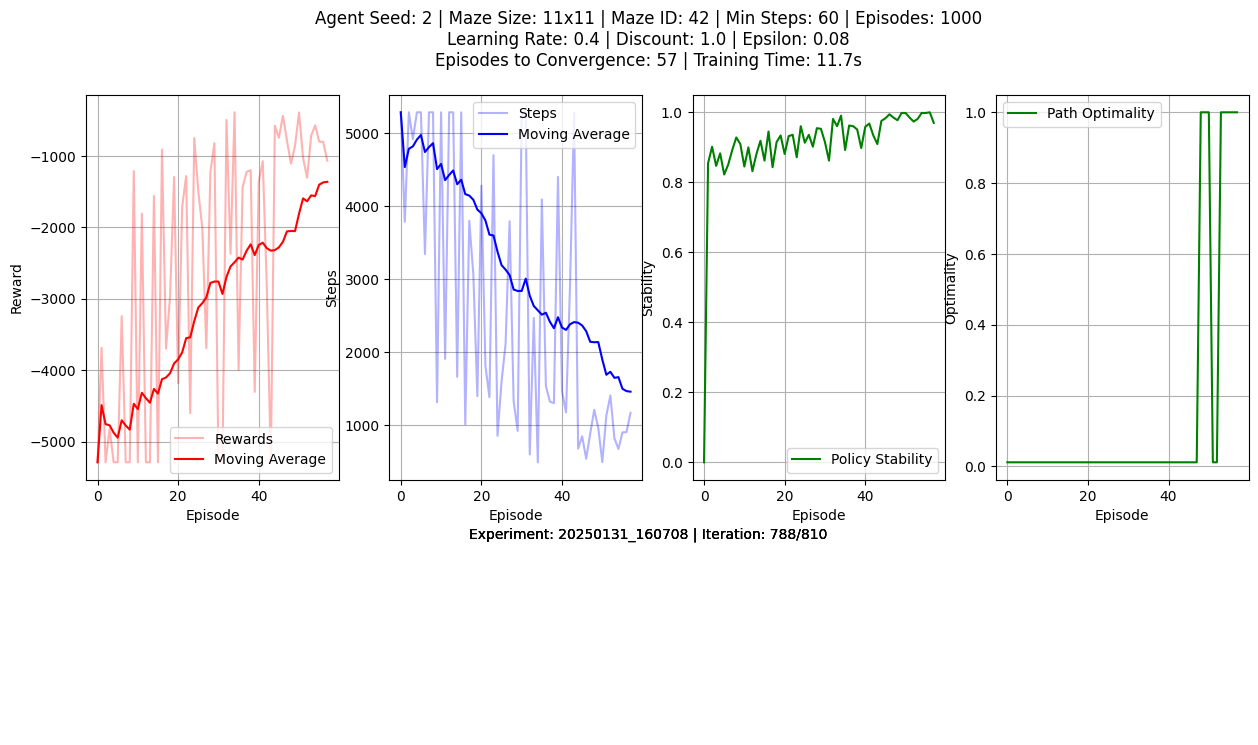 Agent Seed: 2 | Maze Size: 11x11 | Maze ID: 42 | Min Steps: 60 | Episodes: 1000
Learning Rate: 0.4 | Discount: 1.0 | Epsilon: 0.08
Episodes to Convergence: 57 | Training Time: 11.7s
Reward
−1000
−2000
−3000
−4000
−5000
0
20
40
Episode
Rewards
Moving Average
Steps
5000
4000
3000
2000
1000
0
20
40
Episode
Steps
Moving Average
Stability
1.0
0.8
0.6
0.4
0.2
0.0
0
20
40
Episode
Policy Stability
Optimality
1.0
0.8
0.6
0.4
0.2
0.0
0
20
40
Episode
Path Optimality
Experiment: 20250131_160708 | Iteration: 788/810